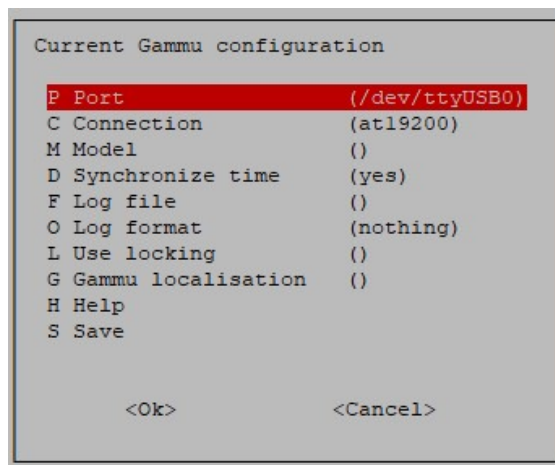 Current Gammu configuration
P Port (/dev/ttyUSB0)
C Connection (at19200)
M Model ()
D Synchronize time (yes)
F Log file ()
O Log format (nothing)
L Use locking ()
G Gammu localisation ()
H Help
S Save
<Ok> <Cancel>